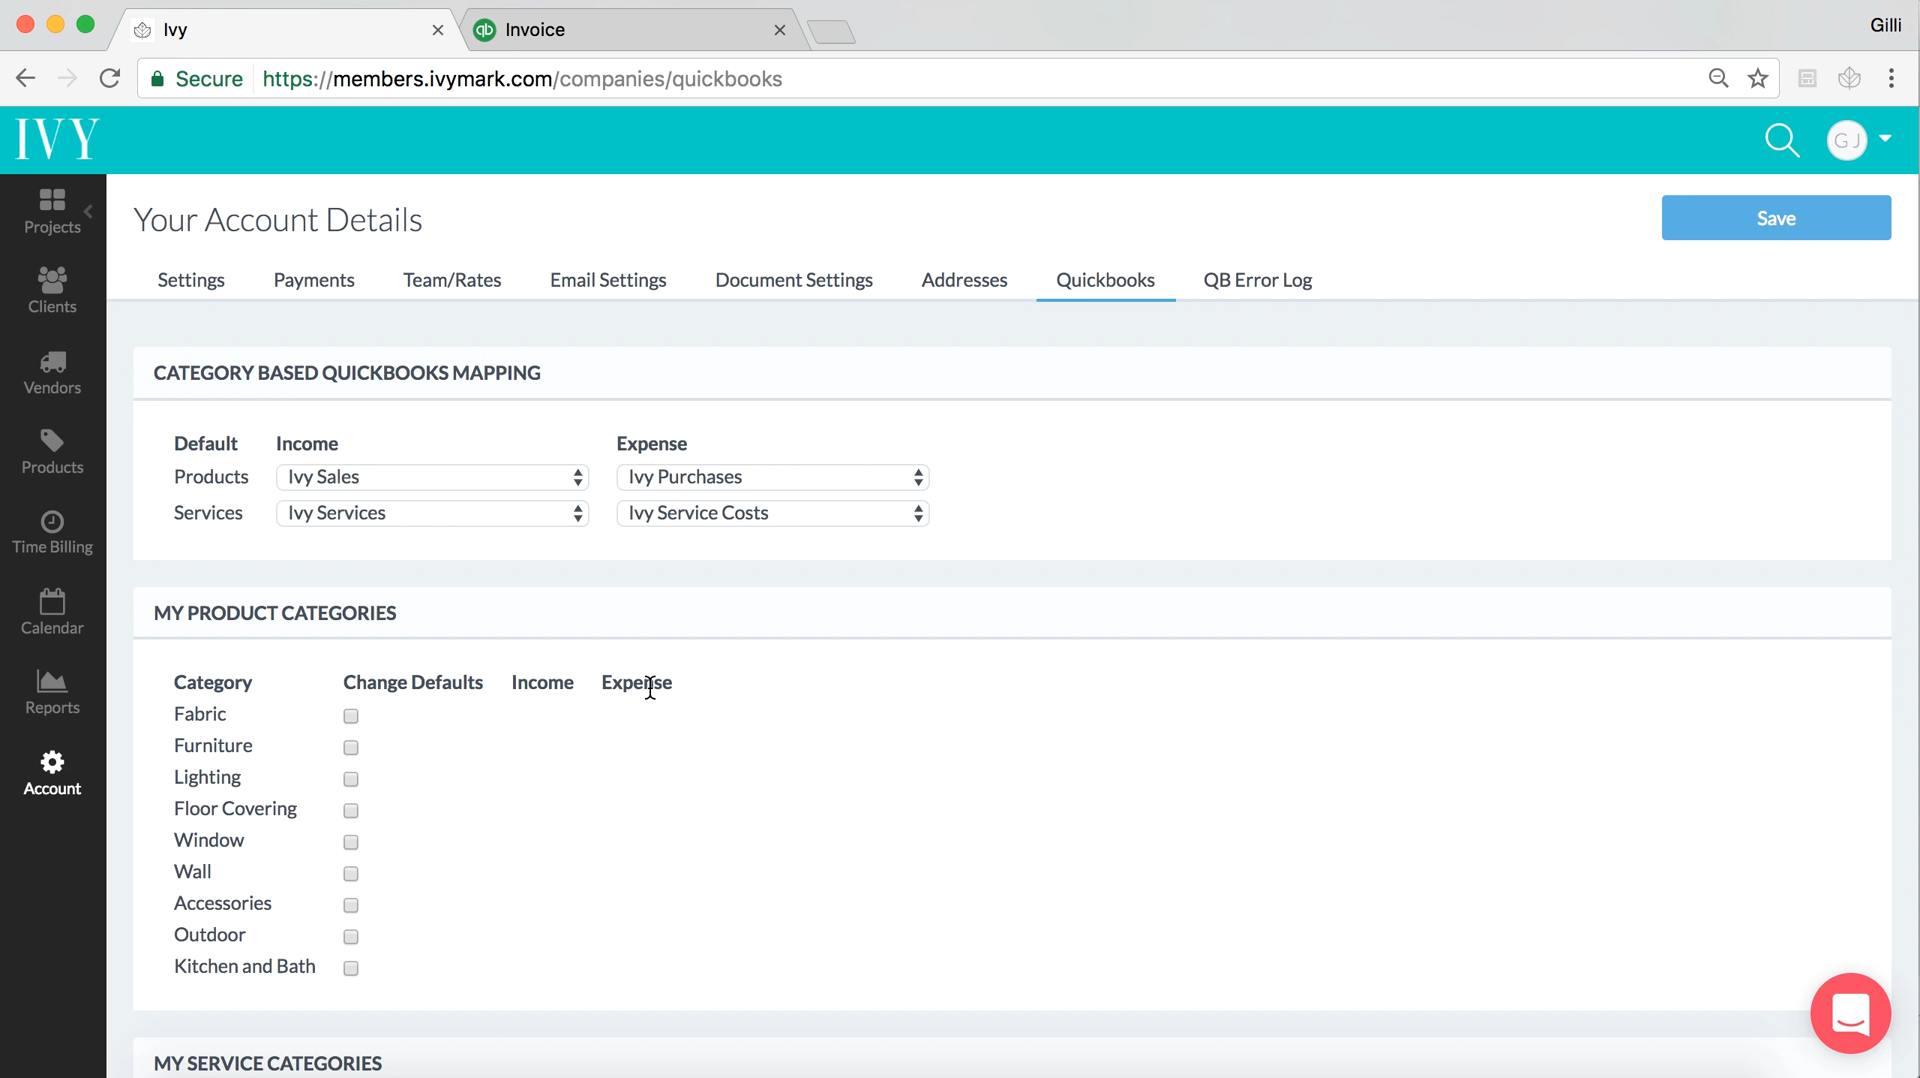 Ivy
Invoice
Gilli
Secure https://members.ivymark.com/companies/quickbooks
IVY
GJ
Projects
Clients
Vendors
Products
Time Billing
Calendar
Reports
Account
Your Account Details
Save
Settings Payments Team/Rates Email Settings Document Settings Addresses Quickbooks QB Error Log
CATEGORY BASED QUICKBOOKS MAPPING
Default Income Expense
Products Ivy Sales Ivy Purchases
Services Ivy Services Ivy Service Costs
MY PRODUCT CATEGORIES
Category Change Defaults Income Expense
Fabric
Furniture
Lighting
Floor Covering
Window
Wall
Accessories
Outdoor
Kitchen and Bath
MY SERVICE CATEGORIES